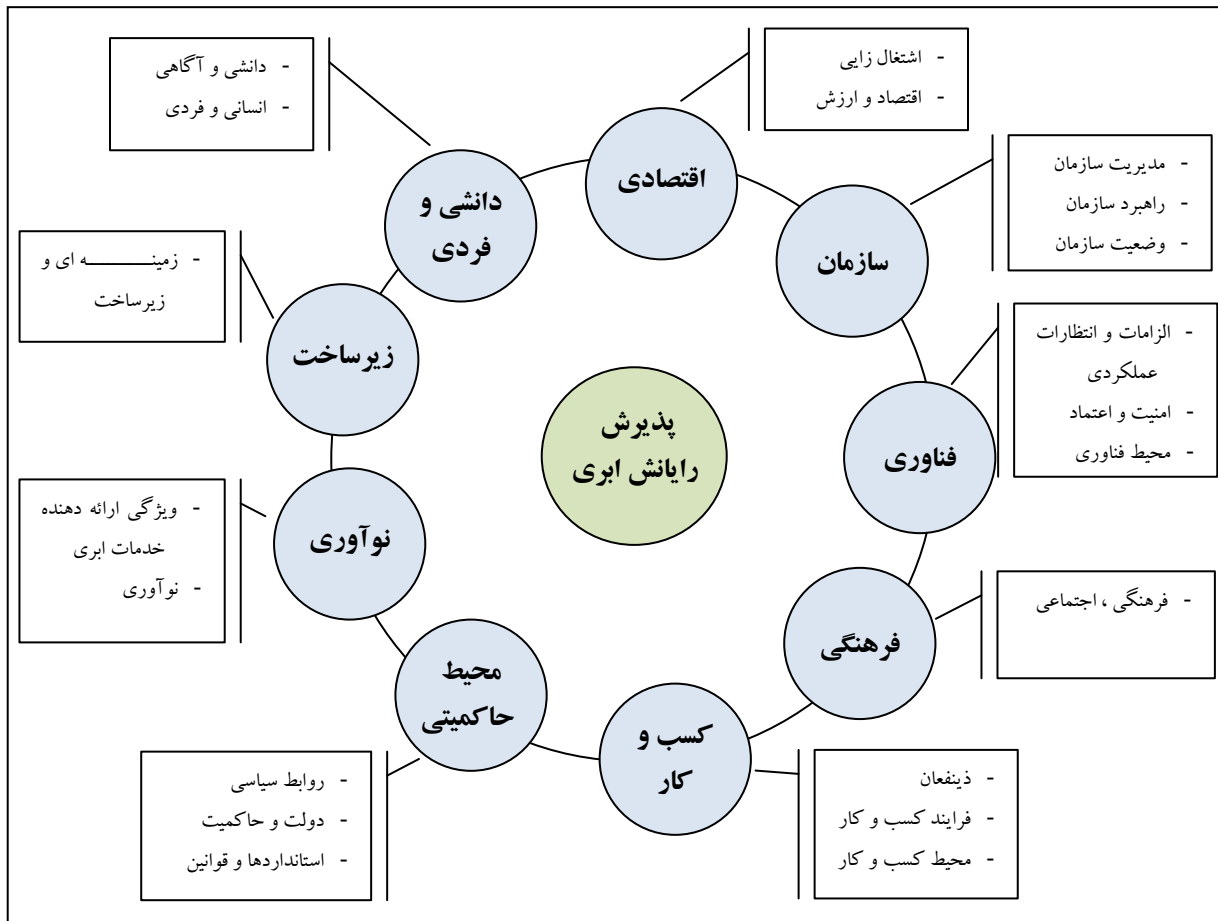 - اشتغال زایی
- اقتصاد و ارزش
- دانشی و آگاهی
- انسانی و فردی
اقتصادی
دانشی و
فردی
- مدیریت سازمان
- راهبرد سازمان
- وضعیت سازمان
سازمان
- زمینـــــــه ای و
زیرساخت
زیرساخت
- الزامات و انتظارات
عملکردی
- امنیت و اعتماد
- محیط فناوری
فناوری
پذیرش
رایانش ابری
- ویژگی ارائه دهنده
خدمات ابری
- نوآوری
نوآوری
- فرهنگی ، اجتماعی
فرهنگی
محیط
حاکمیتی
کسب و
کار
- ذینفعان
- فرایند کسب و کار
- محیط کسب و کار
- روابط سیاسی
- دولت و حاکمیت
- استانداردها و قوانین